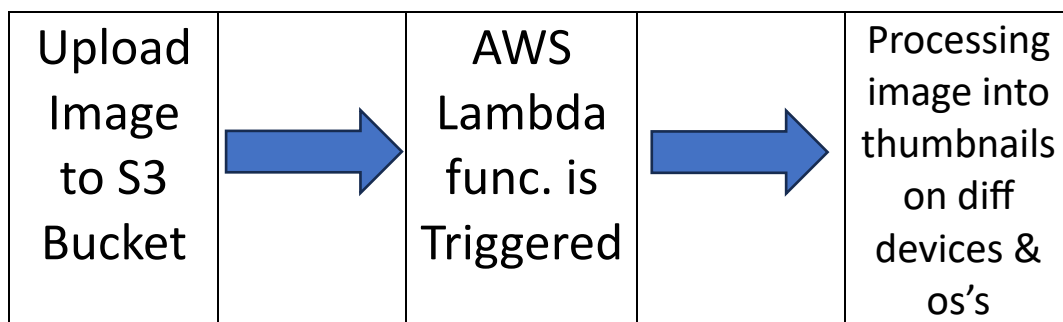 Upload
Image
to S3
Bucket
AWS
Lambda
func. is
Triggered
Processing
image into
thumbnails
on diff
devices &
os’s